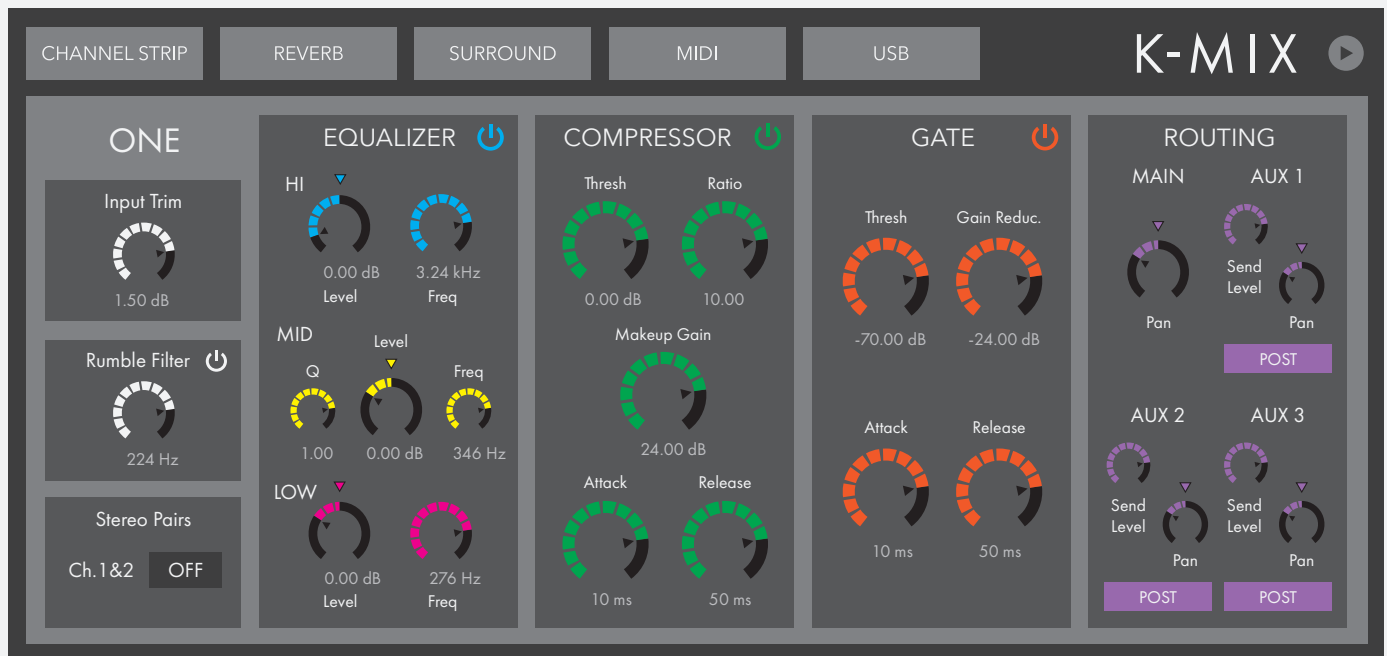 CHANNEL STRIP
REVERB
SURROUND
MIDI
USB
K-MIX
ONE
Input Trim
1.50 dB
Rumble Filter
224 Hz
Stereo Pairs
Ch.1&2 OFF
EQUALIZER
HI
0.00 dB 3.24 kHz
Level Freq
MID
Level
Q Freq
1.00 0.00 dB 346 Hz
LOW
0.00 dB 276 Hz
Level Freq
COMPRESSOR
Thresh Ratio
0.00 dB 10.00
Makeup Gain
24.00 dB
Attack Release
10 ms 50 ms
GATE
Thresh Gain Reduc.
-70.00 dB -24.00 dB
Attack Release
10 ms 50 ms
ROUTING
MAIN
Pan
AUX 1
Send
Level
Pan
POST
AUX 2
Send
Level
Pan
POST
AUX 3
Send
Level
Pan
POST